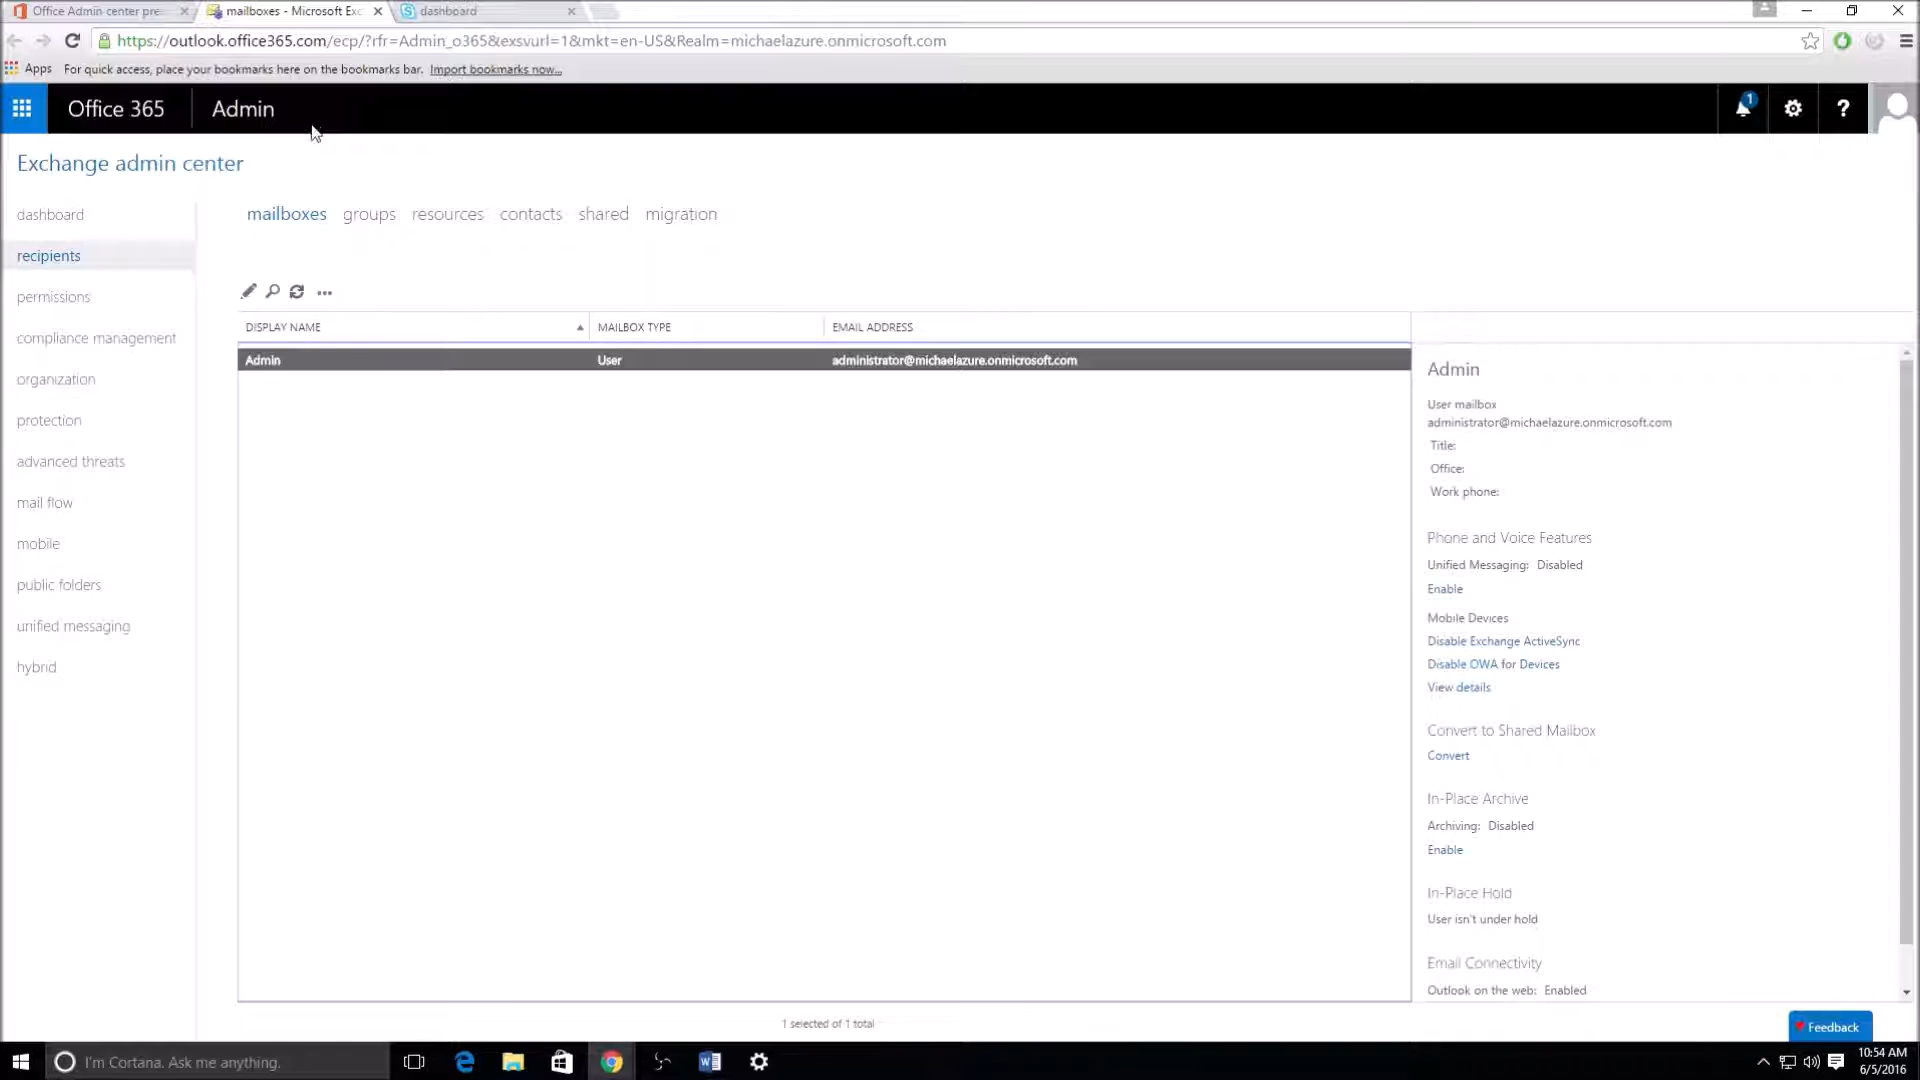 Office Admin center pre
mailboxes - Microsoft Exc
dashboard
https://outlook.office365.com/ecp/?rfr=Admin_o365&exsvurl=1&mkt=en-US&Realm=michaelazure.onmicrosoft.com
Apps For quick access, place your bookmarks here on the bookmarks bar. Import bookmarks now...
Office 365 Admin
1
?
Exchange admin center
dashboard
recipients
permissions
compliance management
organization
protection
advanced threats
mail flow
mobile
public folders
unified messaging
hybrid
mailboxes groups resources contacts shared migration
DISPLAY NAME MAILBOX TYPE EMAIL ADDRESS
Admin User administrator@michaelazure.onmicrosoft.com
1 selected of 1 total
Admin
User mailbox
administrator@michaelazure.onmicrosoft.com
Title:
Office:
Work phone:
Phone and Voice Features
Unified Messaging: Disabled
Enable
Mobile Devices
Disable Exchange ActiveSync
Disable OWA for Devices
View details
Convert to Shared Mailbox
Convert
In-Place Archive
Archiving: Disabled
Enable
In-Place Hold
User isn't under hold
Email Connectivity
Outlook on the web: Enabled
Feedback
I'm Cortana. Ask me anything.
10:54 AM
6/5/2016